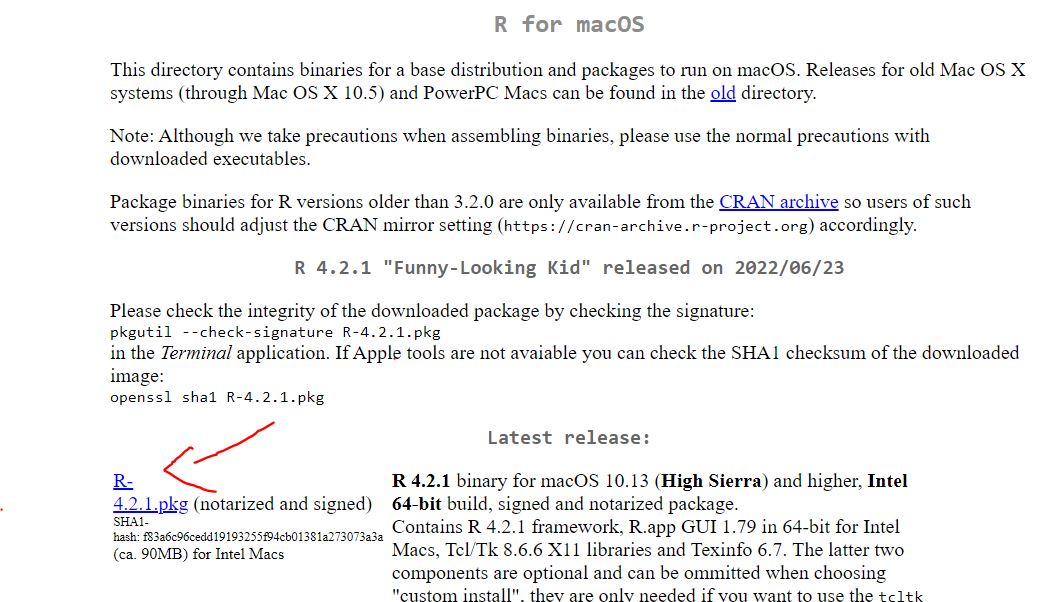 R for macOS
This directory contains binaries for a base distribution and packages to run on macOS. Releases for old Mac OS X
systems (through Mac OS X 10.5) and PowerPC Macs can be found in the old directory.
Note: Although we take precautions when assembling binaries, please use the normal precautions with
downloaded executables.
Package binaries for R versions older than 3.2.0 are only available from the CRAN archive so users of such
versions should adjust the CRAN mirror setting (https://cran-archive.r-project.org) accordingly.
R 4.2.1 "Funny-Looking Kid" released on 2022/06/23
Please check the integrity of the downloaded package by checking the signature:
pkgutil --check-signature R-4.2.1.pkg
in the Terminal application. If Apple tools are not avaiable you can check the SHA1 checksum of the downloaded
image:
openssl sha1 R-4.2.1.pkg
Latest release:
R-
4.2.1.pkg (notarized and signed)
SHA1-
hash: f83a6c96cedd19193255f94cb01381a273073a3a
(ca. 90MB) for Intel Macs
R 4.2.1 binary for macOS 10.13 (High Sierra) and higher, Intel
64-bit build, signed and notarized package.
Contains R 4.2.1 framework, R.app GUI 1.79 in 64-bit for Intel
Macs, Tcl/Tk 8.6.6 X11 libraries and Texinfo 6.7. The latter two
components are optional and can be ommitted when choosing
"custom install", they are only needed if you want to use the tcltk